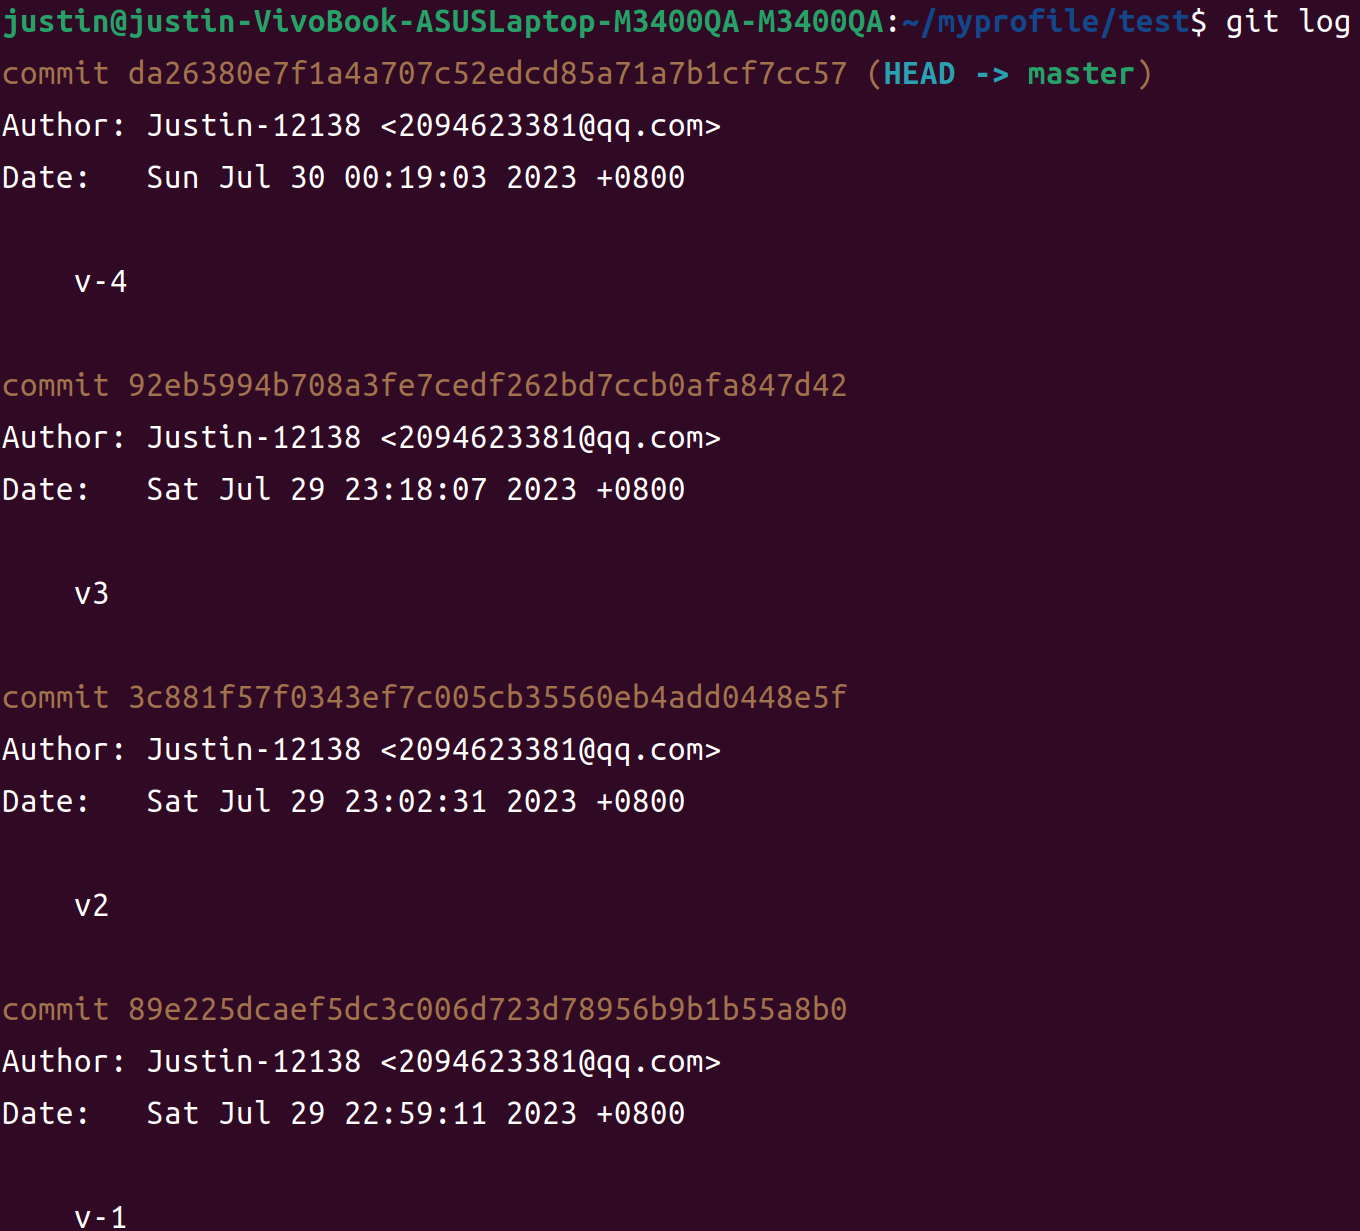 justin@justin-VivoBook-ASUSLaptop-M3400QA-M3400QA:~/myprofile/test$ git log
commit da26380e7f1a4a707c52edcd85a71a7b1cf7cc57 (HEAD -> master)
Author: Justin-12138 <2094623381@qq.com>
Date:   Sun Jul 30 00:19:03 2023 +0800
v-4
commit 92eb5994b708a3fe7cedf262bd7ccb0afa847d42
Author: Justin-12138 <2094623381@qq.com>
Date:   Sat Jul 29 23:18:07 2023 +0800
v3
commit 3c881f57f0343ef7c005cb35560eb4add0448e5f
Author: Justin-12138 <2094623381@qq.com>
Date:   Sat Jul 29 23:02:31 2023 +0800
v2
commit 89e225dcaef5dc3c006d723d78956b9b1b55a8b0
Author: Justin-12138 <2094623381@qq.com>
Date:   Sat Jul 29 22:59:11 2023 +0800
v-1